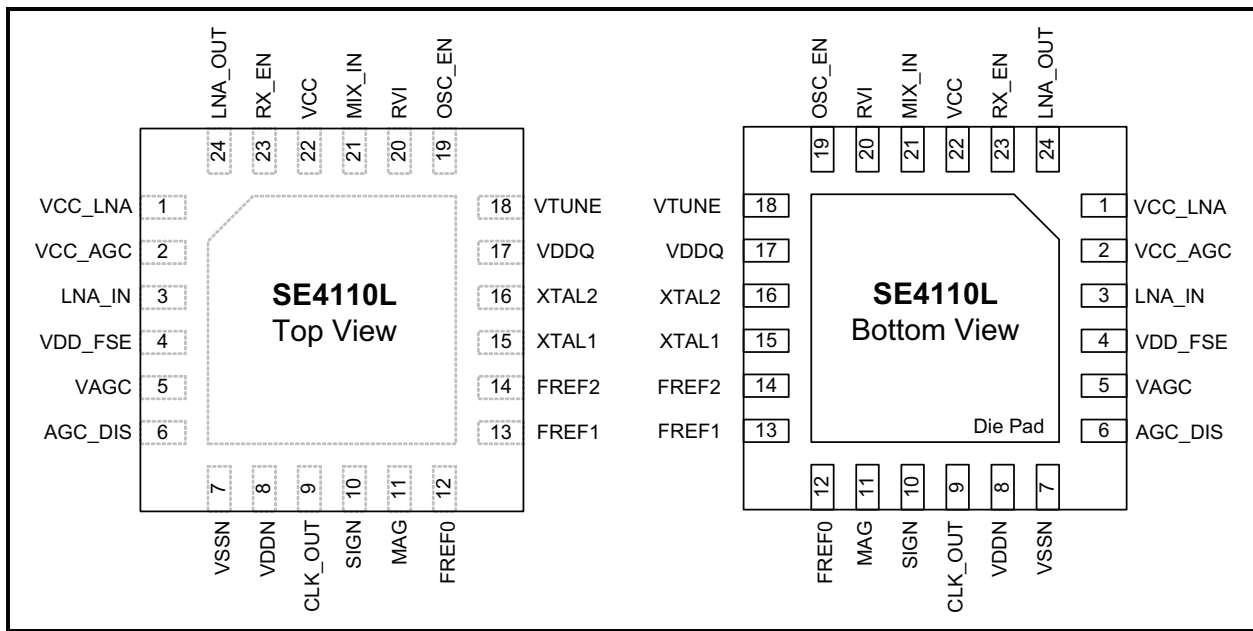 LNA_OUT RX_EN VCC MIX_IN RVI OSC_EN
24 23 22 21 20 19
VCC_LNA 1 18 VTUNE
VCC_AGC 2 17 VDDQ
LNA_IN 3 16 XTAL2
VDD_FSE 4 15 XTAL1
VAGC 5 14 FREF2
AGC_DIS 6 13 FREF1
SE4110L
Top View
7 8 9 10 11 12
VSSN VDDN CLK_OUT SIGN MAG FREF0
OSC_EN RVI MIX_IN VCC RX_EN LNA_OUT
19 20 21 22 23 24
VTUNE 18 1 VCC_LNA
VDDQ 17 2 VCC_AGC
XTAL2 16 3 LNA_IN
XTAL1 15 4 VDD_FSE
FREF2 14 5 VAGC
FREF1 13 6 AGC_DIS
SE4110L
Bottom View
Die Pad
12 11 10 9 8 7
FREF0 MAG SIGN CLK_OUT VDDN VSSN